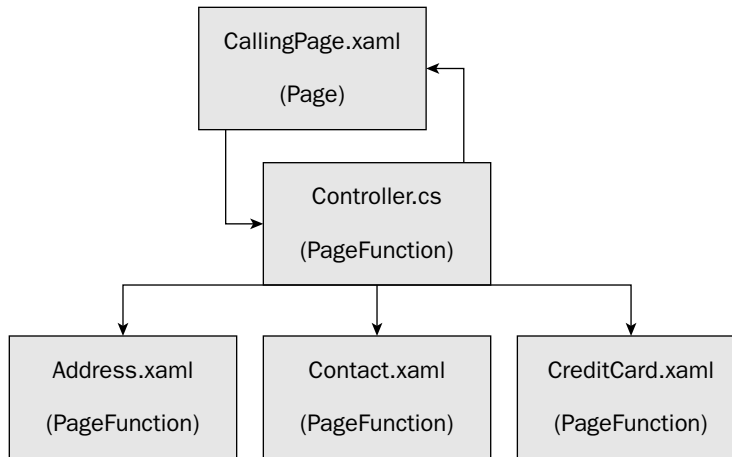 CallingPage.xaml
(Page)
Controller.cs
(PageFunction)
Address.xaml
(PageFunction)
Contact.xaml
(PageFunction)
CreditCard.xaml
(PageFunction)